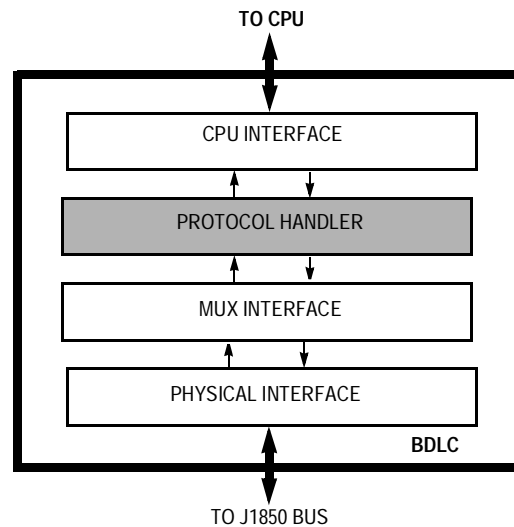 TO CPU
CPU INTERFACE
PROTOCOL HANDLER
MUX INTERFACE
PHYSICAL INTERFACE
BDLC
TO J1850 BUS